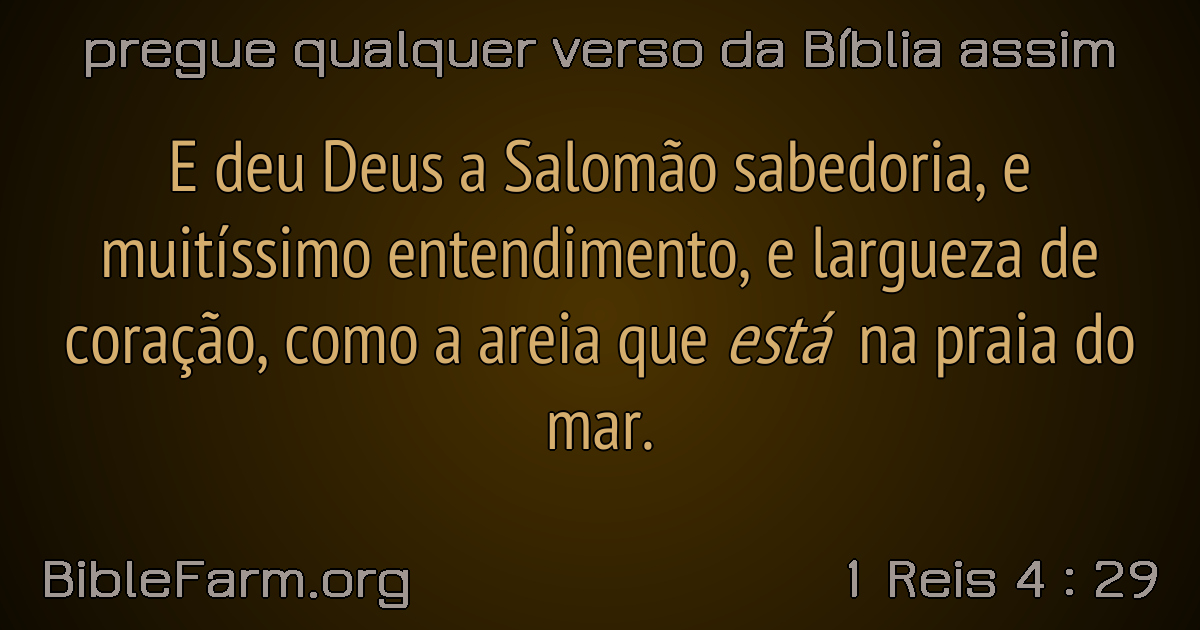 pregue qualquer verso da Bíblia assim
E deu Deus a Salomão sabedoria, e
muitíssimo entendimento, e largueza de
coração, como a areia que está na praia do
mar.
BibleFarm.org
1 Reis 4 : 29